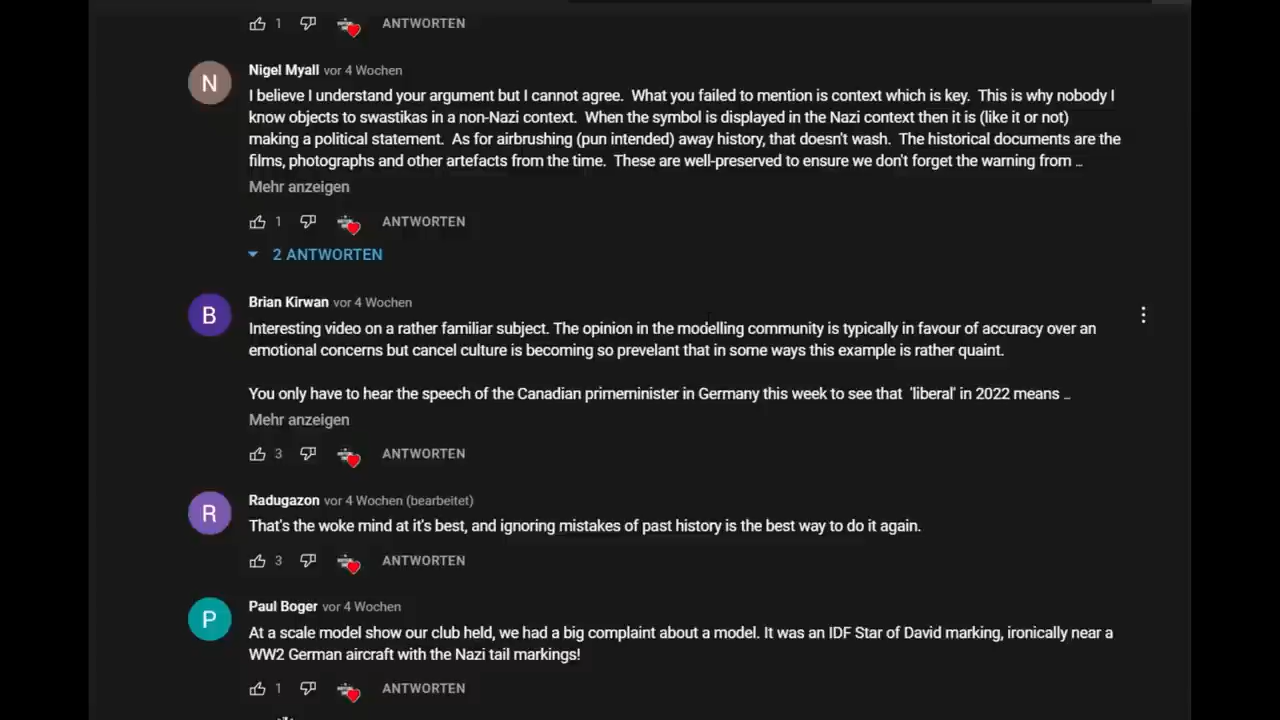 1 ANTWORTEN
N Nigel Myall vor 4 Wochen
I believe I understand your argument but I cannot agree. What you failed to mention is context which is key. This is why nobody I
know objects to swastikas in a non-Nazi context. When the symbol is displayed in the Nazi context then it is (like it or not)
making a political statement. As for airbrushing (pun intended) away history, that doesn't wash. The historical documents are the
films, photographs and other artefacts from the time. These are well-preserved to ensure we don't forget the warning from ...
Mehr anzeigen
1 ANTWORTEN
2 ANTWORTEN
B Brian Kirwan vor 4 Wochen
Interesting video on a rather familiar subject. The opinion in the modelling community is typically in favour of accuracy over an
emotional concerns but cancel culture is becoming so prevelant that in some ways this example is rather quaint.
You only have to hear the speech of the Canadian primeminister in Germany this week to see that 'liberal' in 2022 means ...
Mehr anzeigen
3 ANTWORTEN
R Radugazon vor 4 Wochen (bearbeitet)
That's the woke mind at it's best, and ignoring mistakes of past history is the best way to do it again.
3 ANTWORTEN
P Paul Boger vor 4 Wochen
At a scale model show our club held, we had a big complaint about a model. It was an IDF Star of David marking, ironically near a
WW2 German aircraft with the Nazi tail markings!
1 ANTWORTEN